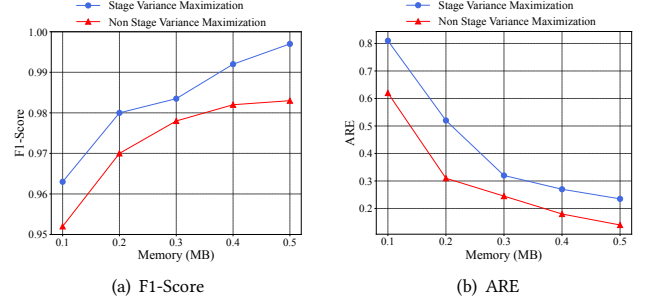 Stage Variance Maximization
Non Stage Variance Maximization
1.00
0.99
0.98
0.97
0.96
0.95
F1-Score
0.1 0.2 0.3 0.4 0.5
Memory (MB)
(a) F1-Score
Stage Variance Maximization
Non Stage Variance Maximization
0.8
0.7
0.6
0.5
0.4
0.3
0.2
ARE
0.1 0.2 0.3 0.4 0.5
Memory (MB)
(b) ARE